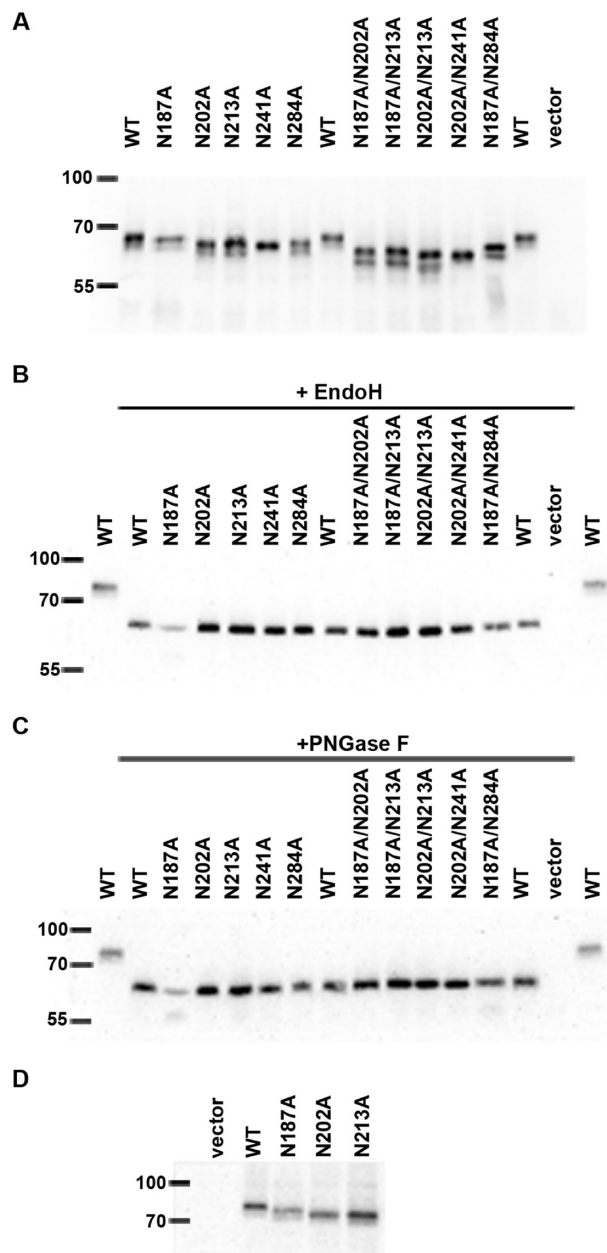 A
WT N187A N202A N213A N241A N284A WT N187A/N202A N187A/N213A N202A/N213A N202A/N241A N187A/N284A WT vector
100
70
55
B
+ EndoH
WT WT N187A N202A N213A N241A N284A WT N187A/N202A N187A/N213A N202A/N213A N202A/N241A N187A/N284A WT vector WT
100
70
55
C
+PNGase F
WT WT N187A N202A N213A N241A N284A WT N187A/N202A N187A/N213A N202A/N213A N202A/N241A N187A/N284A WT vector WT
100
70
55
D
vector WT N187A N202A N213A
100
70